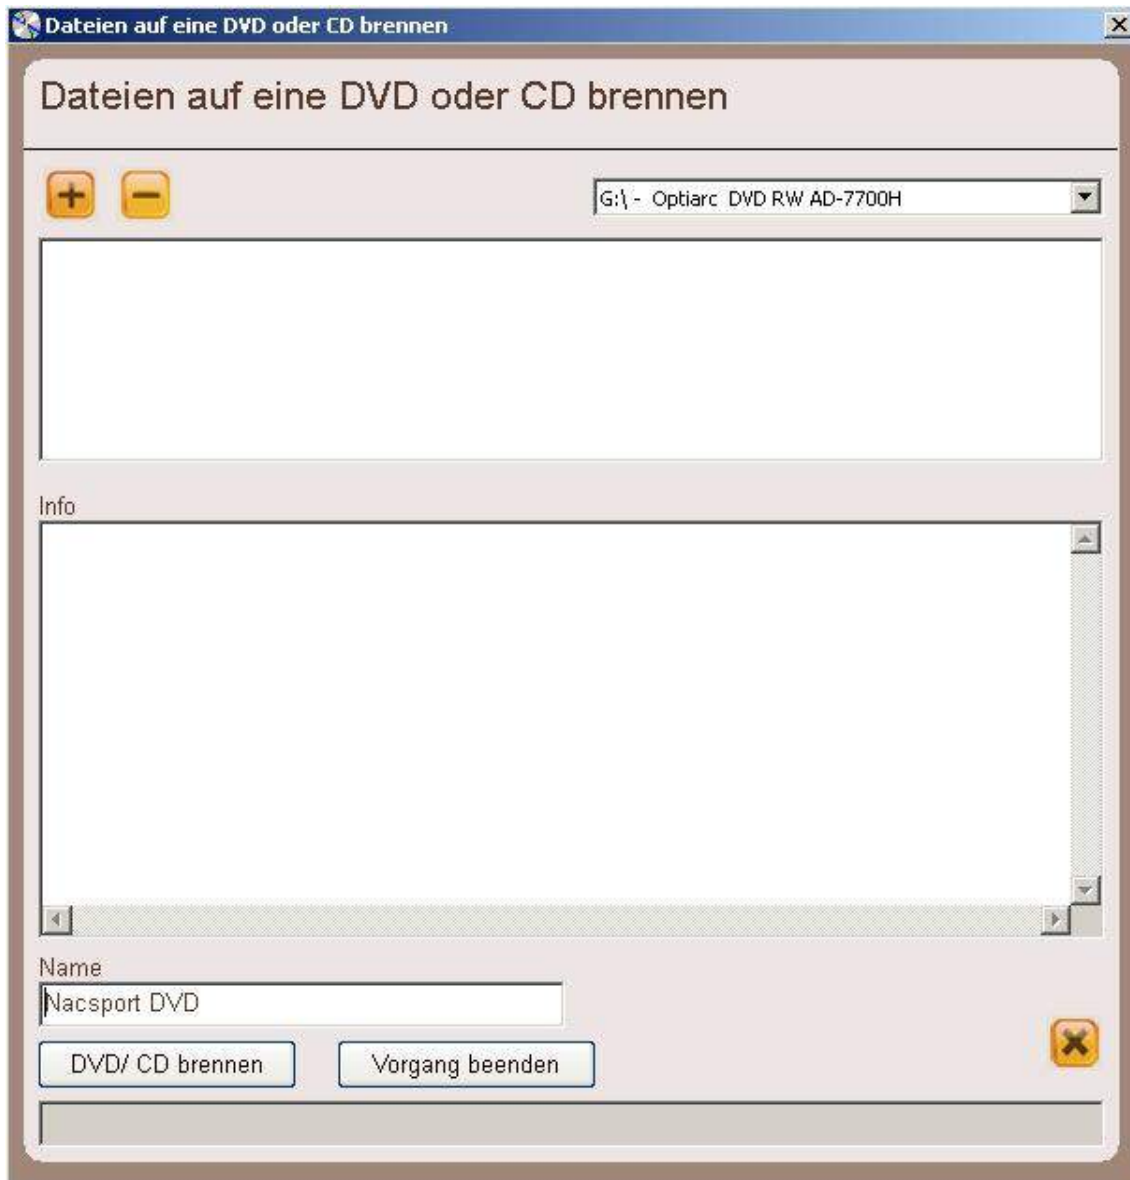 Dateien auf eine DVD oder CD brennen
Dateien auf eine DVD oder CD brennen
G:\ - Optiarc DVD RW AD-7700H
Info
Name
Nacsport DVD
DVD/ CD brennen
Vorgang beenden